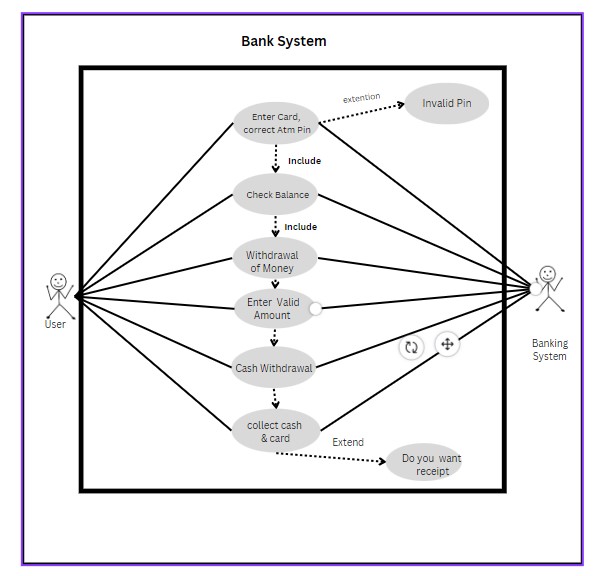 Bank System
Enter Card,
correct Atm Pin
extention
Invalid Pin
Include
Check Balance
Include
Withdrawal
of Money
Enter Valid
Amount
User
Banking
System
Cash Withdrawal
collect cash
& card
Extend
Do you want
receipt